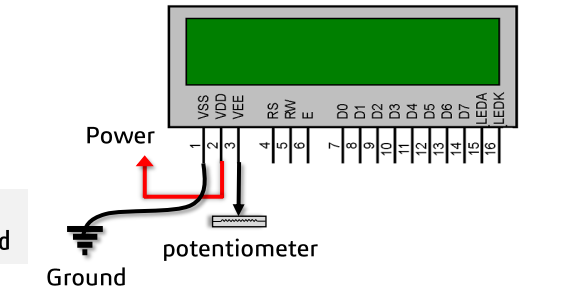 VSS VDD VEE RS RW E D0 D1 D2 D3 D4 D5 D6 D7 LEDA LEDK
1 2 3 4 5 6 7 8 9 10 11 12 13 14 15 16
Power
d
potentiometer
Ground